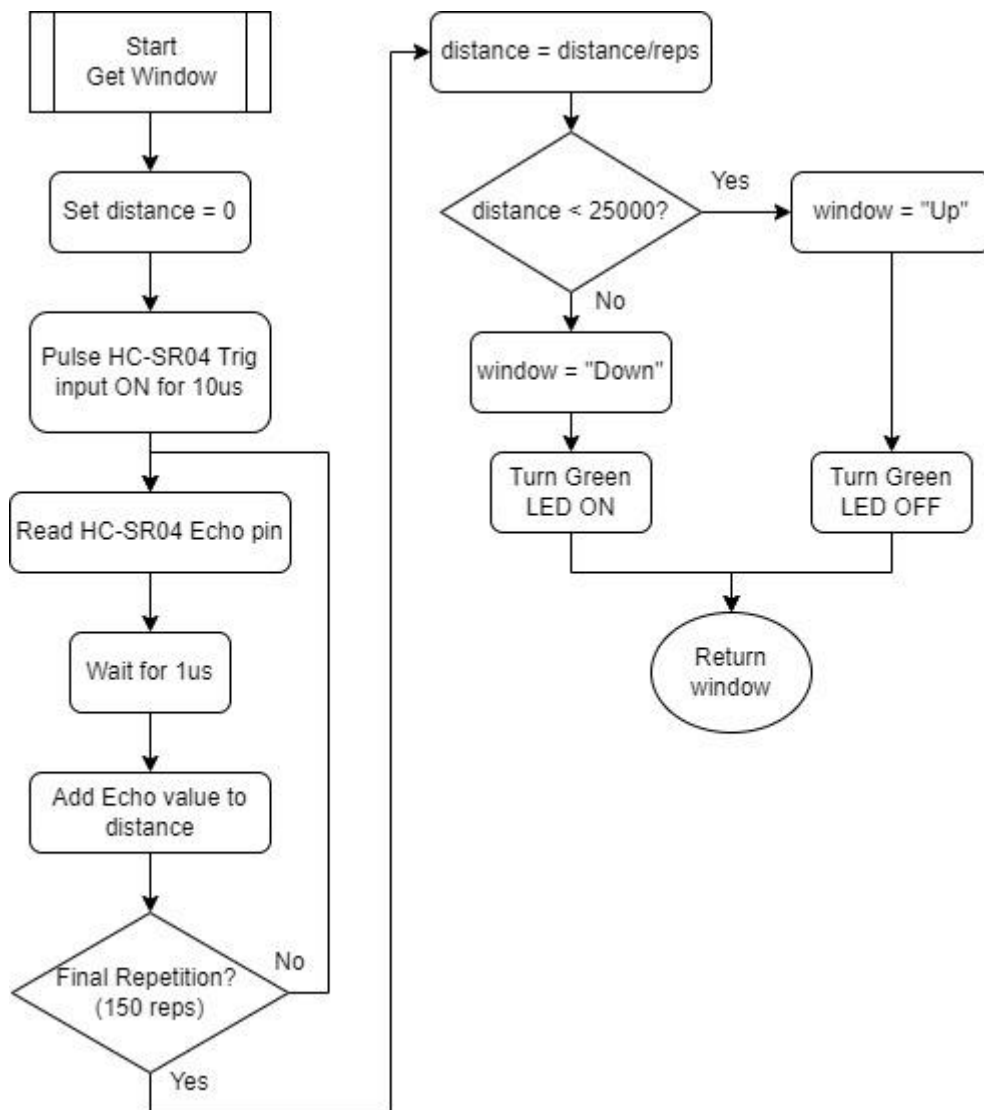 Start
Get Window
Set distance = 0
Pulse HC-SR04 Trig
input ON for 10us
Read HC-SR04 Echo pin
Wait for 1us
Add Echo value to
distance
Final Repetition?
(150 reps)
No
Yes
distance = distance/reps
distance < 25000?
Yes
window = "Up"
No
window = "Down"
Turn Green
LED ON
Turn Green
LED OFF
Return
window